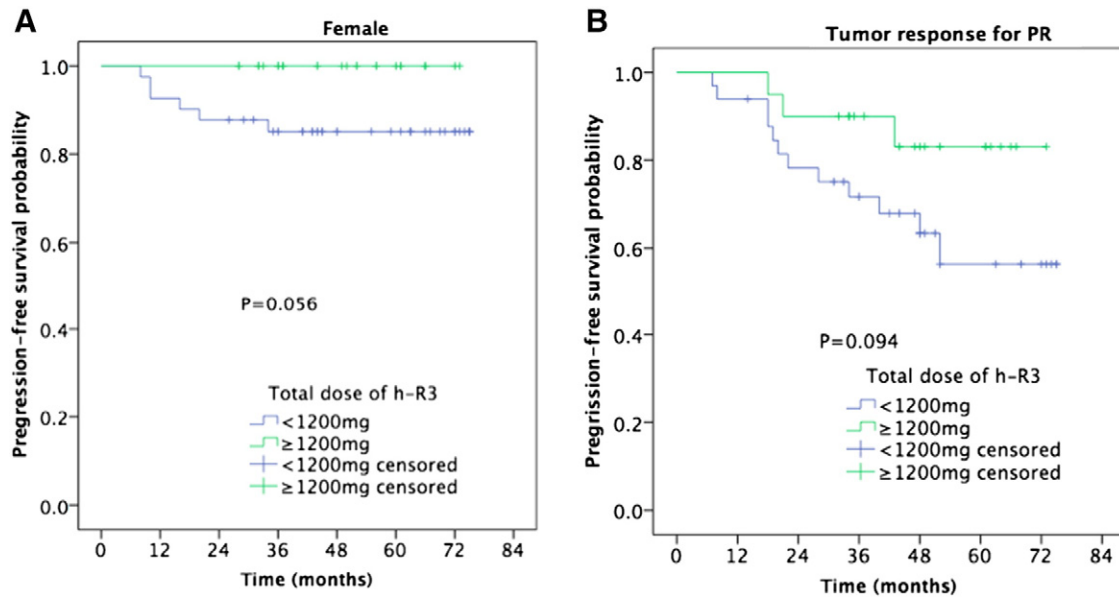 A
Female
Pregression-free survival probability
1.0
0.8
0.6
0.4
0.2
0.0
P=0.056
Total dose of h-R3
<1200mg
≥1200mg
<1200mg censored
≥1200mg censored
0 12 24 36 48 60 72 84
Time (months)
B
Tumor response for PR
Pregrission-free survival probability
1.0
0.8
0.6
0.4
0.2
0.0
P=0.094
Total dose of h-R3
<1200mg
≥1200mg
<1200mg censored
≥1200mg censored
0 12 24 36 48 60 72 84
Time (months)